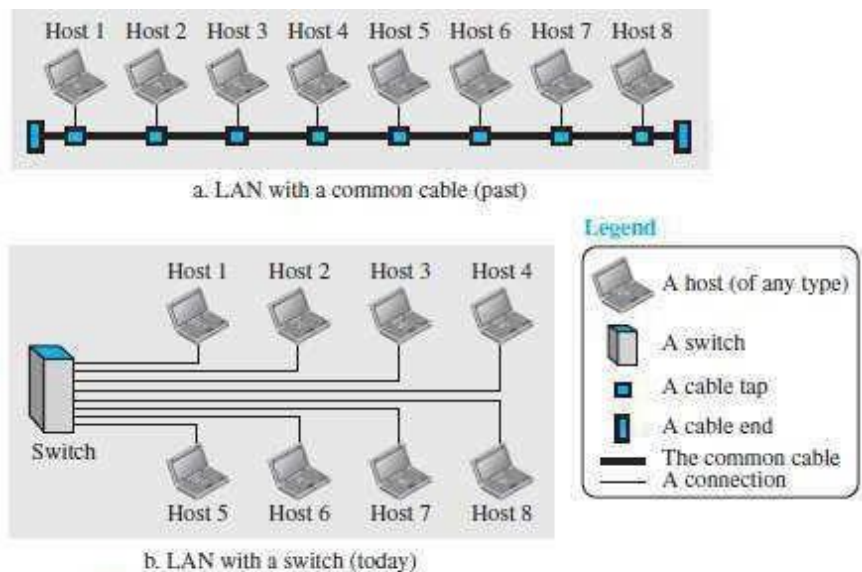 Host 1 Host 2 Host 3 Host 4 Host 5 Host 6 Host 7 Host 8
a. LAN with a common cable (past)
Legend
Host 1 Host 2 Host 3 Host 4
A host (of any type)
A switch
A cable tap
A cable end
The common cable
A connection
Switch
Host 5 Host 6 Host 7 Host 8
b. LAN with a switch (today)